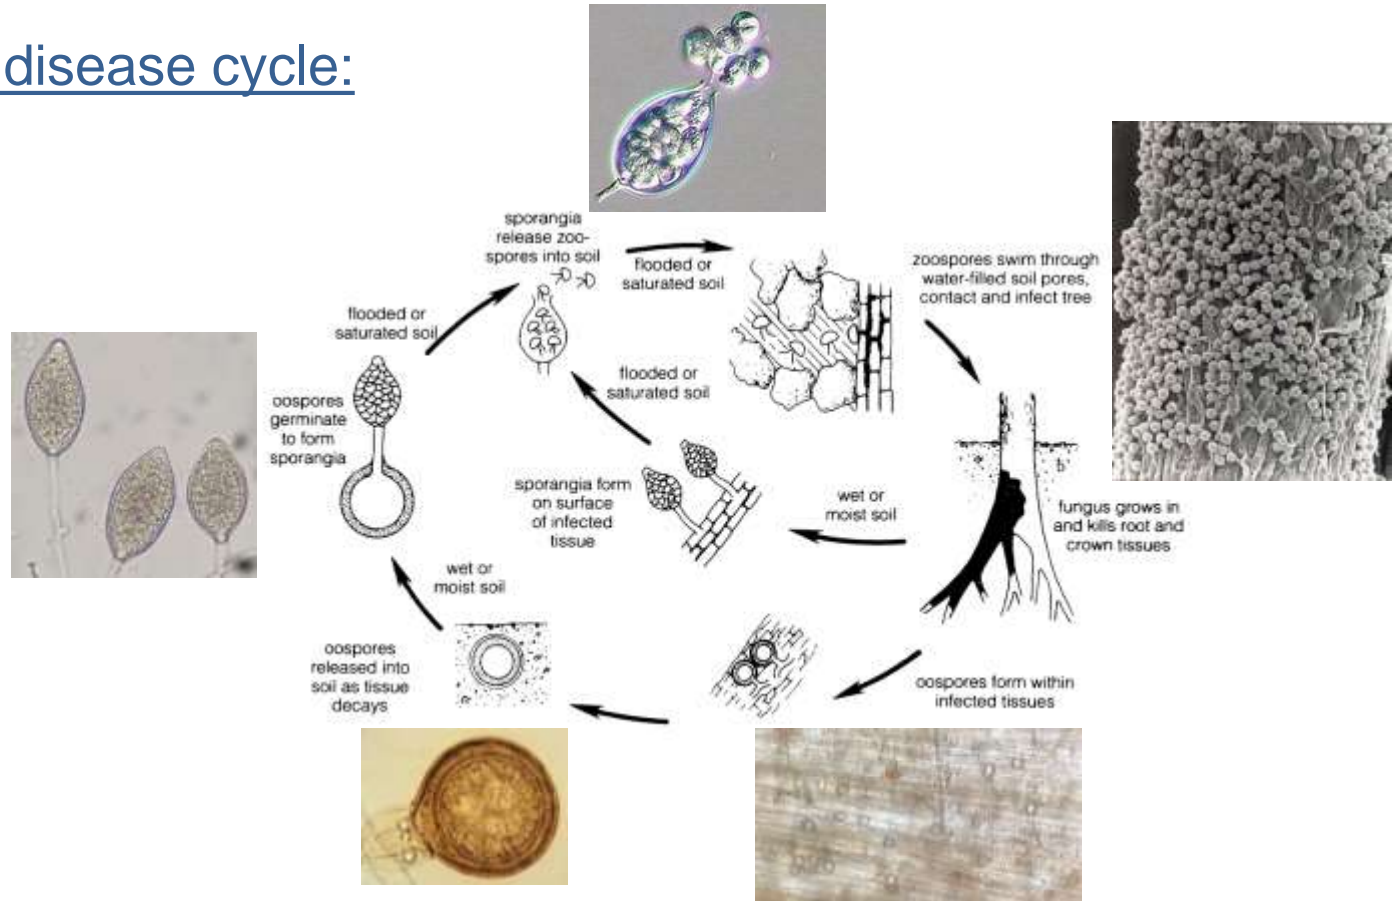 disease cycle:
sporangia
release zoo-
spores into soil
flooded or
saturated soil
zoospores swim through
water-filled soil pores,
contact and infect tree
flooded or
saturated soil
flooded or
saturated soil
oospores
germinate
to form
sporangia
sporangia form
on surface
of infected
tissue
wet or
moist soil
b
fungus grows in
and kills root and
crown tissues
wet or
moist soil
oospores
released into
soil as tissue
decays
oospores form within
infected tissues